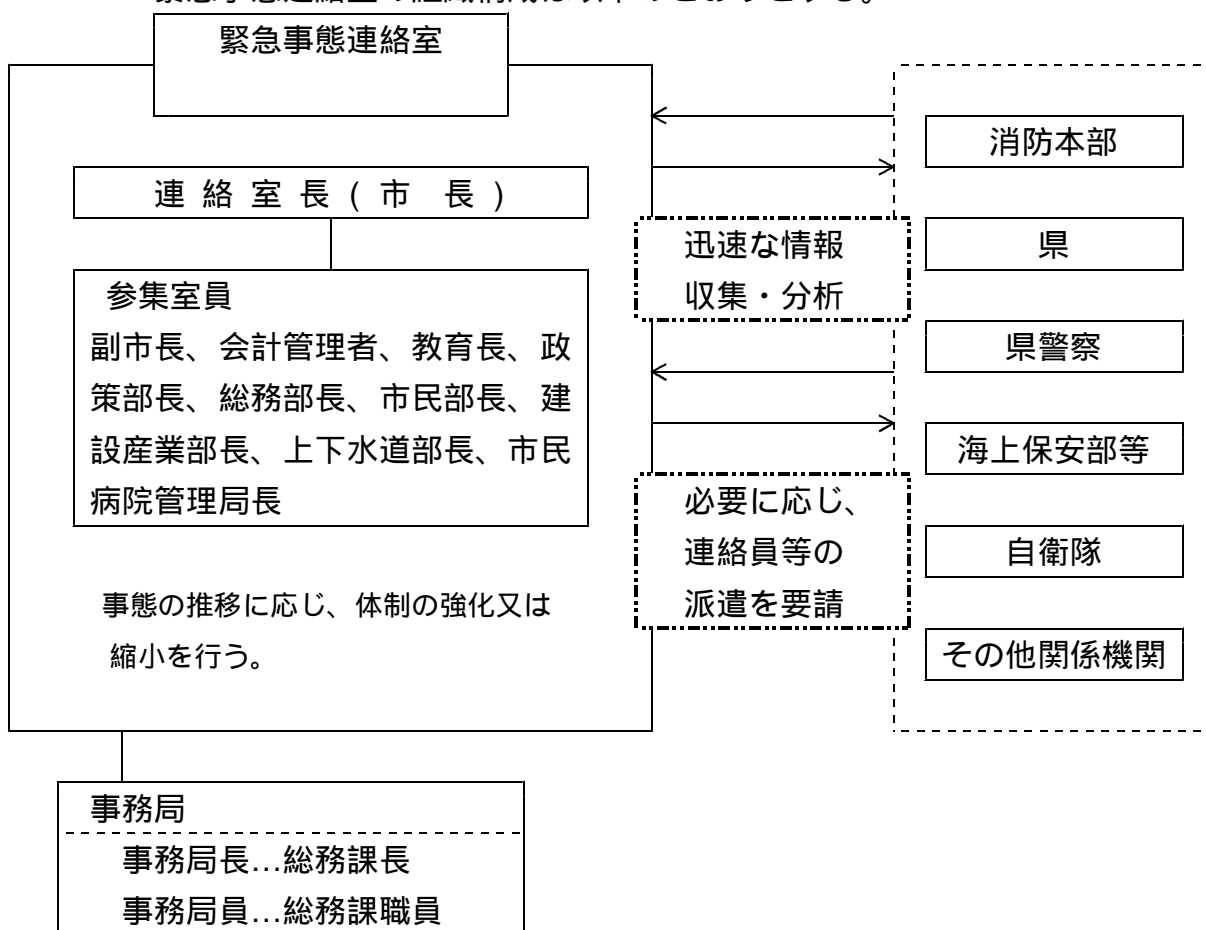 緊急事態連絡室
連 絡 室 長 ( 市 長 )
参集室員
副市長、会計管理者、教育長、政
策部長、総務部長、市民部長、建
設産業部長、上下水道部長、市民
病院管理局長
事態の推移に応じ、体制の強化又は
縮小を行う。
迅速な情報
収集・分析
必要に応じ、
連絡員等の
派遣を要請
消防本部
県
県警察
海上保安部等
自衛隊
その他関係機関
事務局
事務局長…総務課長
事務局員…総務課職員